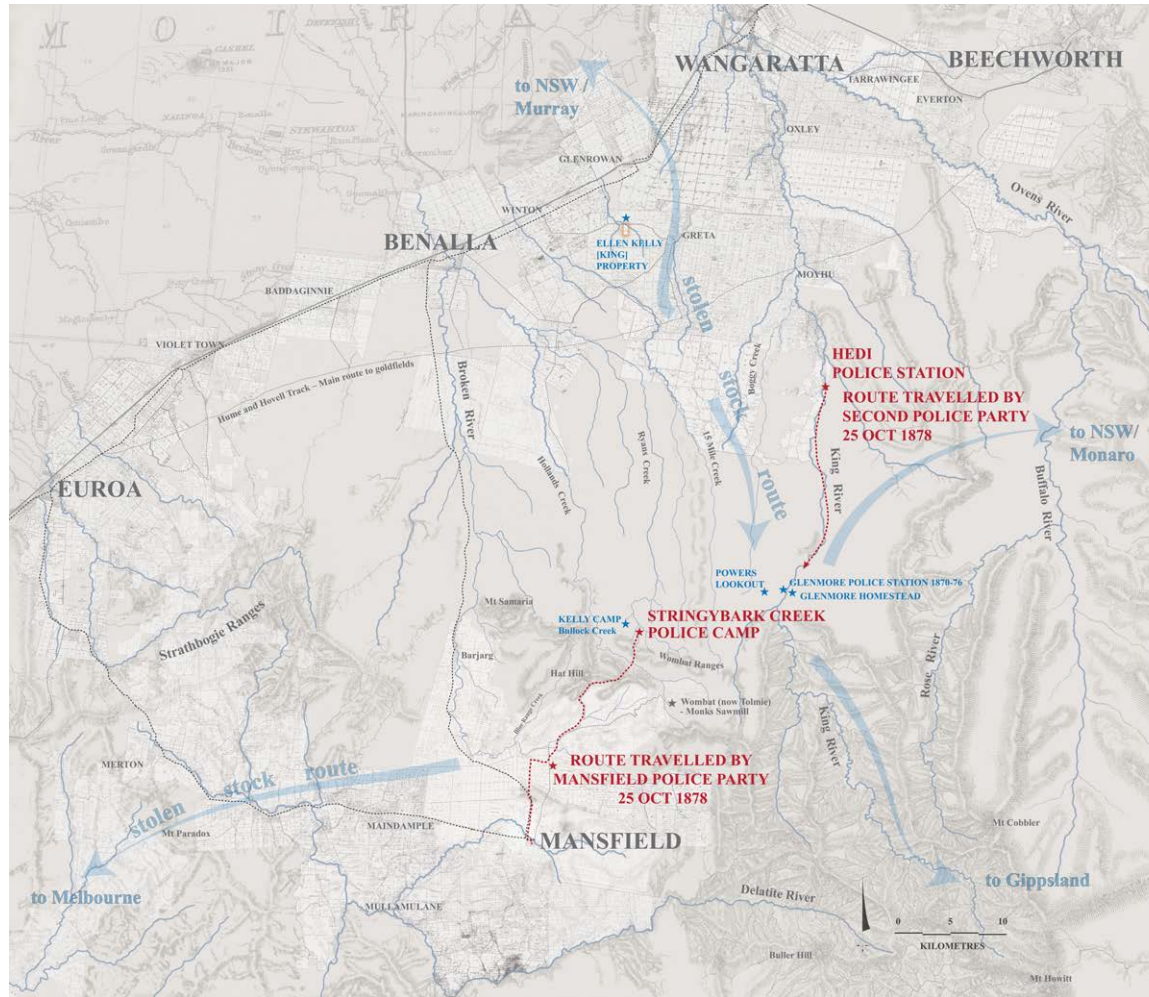 MOIRA
WANGARATTA
BEECHWORTH
TARRAWINGEE
EVERTON
to NSW /
Murray
OXLEY
GLENROWAN
Ovens River
WINTON
ELLEN KELLY
[KING]
PROPERTY
GRETA
BENALLA
MOYHU
BADDAGINNIE
stolen
stock
route
VIOLET TOWN
Hume and Hovell Track – Main route to goldfields
Broken River
Boggy Creek
HEDI
POLICE STATION
ROUTE TRAVELLED BY
SECOND POLICE PARTY
25 OCT 1878
to NSW/
Monaro
Hollands Creek
Ryans Creek
15 Mile Creek
King River
Buffalo River
EUROA
POWERS
LOOKOUT
GLENMORE POLICE STATION 1870-76
GLENMORE HOMESTEAD
Mt Samaria
KELLY CAMP
Bullock Creek
STRINGYBARK CREEK
POLICE CAMP
Strathbogie Ranges
Barjarg
Hat Hill
Wombat Ranges
Rose River
Blue Range Creek
Wombat (now Tolmie)
- Monks Sawmill
King River
ROUTE TRAVELLED BY
MANSFIELD POLICE PARTY
25 OCT 1878
MERTON
stolen stock route
Mt Paradox
MAINDAMPLE
MANSFIELD
Mt Cobbler
to Melbourne
MULLAMULANE
Delatite River
to Gippsland
0 5 10
KILOMETRES
Buller Hill
Mt Howitt